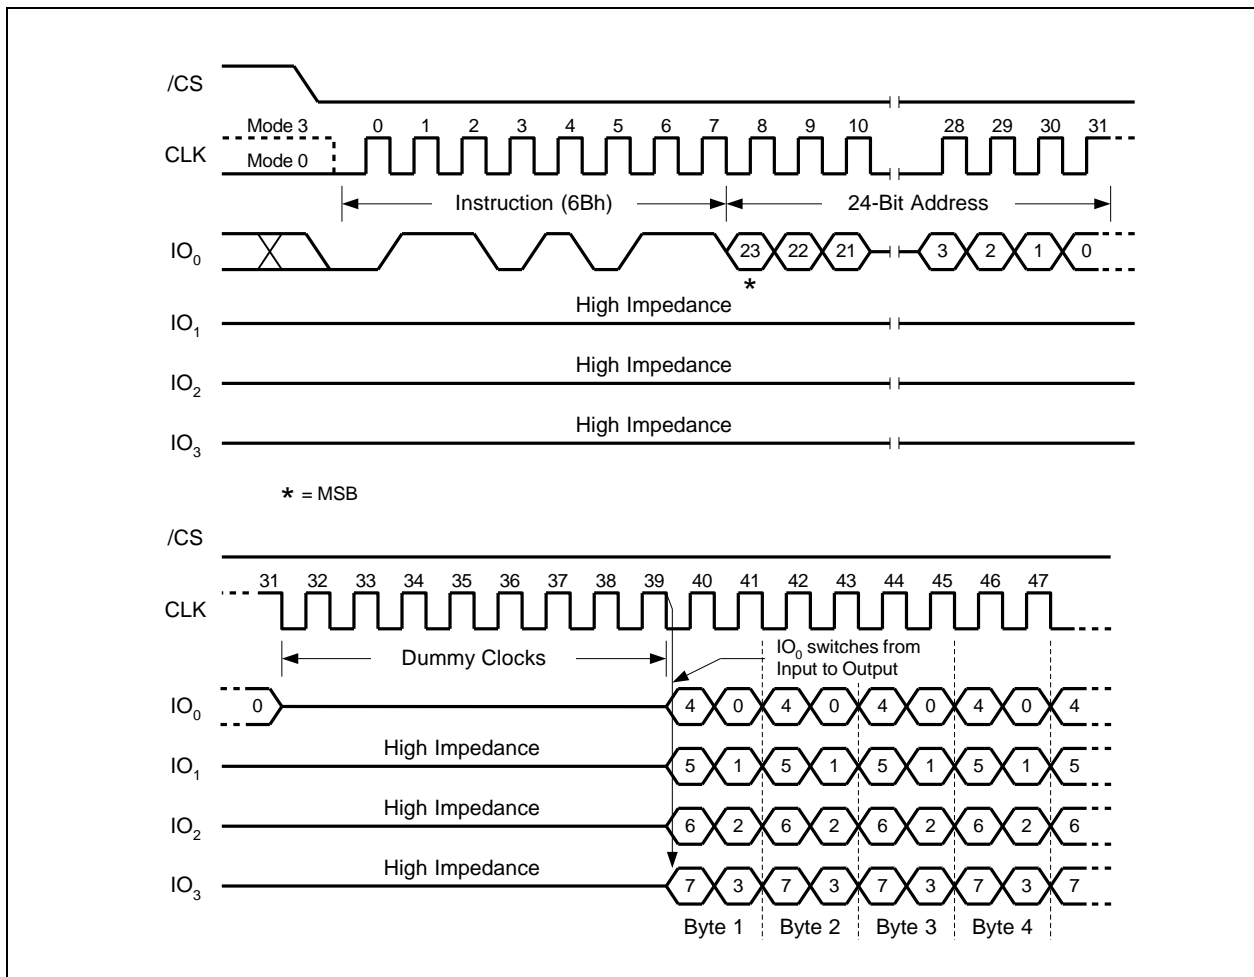 /CS
Mode 3 0 1 2 3 4 5 6 7 8 9 10 28 29 30 31
CLK
Mode 0
Instruction (6Bh) 24-Bit Address
IO0 23 22 21 3 2 1 0
*
High Impedance
IO1
High Impedance
IO2
High Impedance
IO3
* = MSB
/CS
31 32 33 34 35 36 37 38 39 40 41 42 43 44 45 46 47
CLK
Dummy Clocks
IO0 switches from
Input to Output
IO0 0 4 0 4 0 4 0 4 0 4
High Impedance
IO1 5 1 5 1 5 1 5 1 5
High Impedance
IO2 6 2 6 2 6 2 6 2 6
High Impedance
IO3 7 3 7 3 7 3 7 3 7
Byte 1 Byte 2 Byte 3 Byte 4